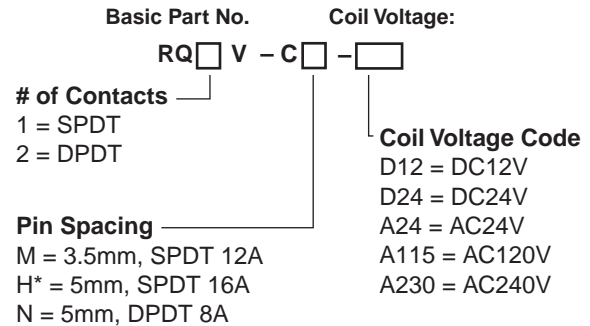 Basic Part No. Coil Voltage:
RQ□ V – C□ –□
# of Contacts
1 = SPDT
2 = DPDT
Pin Spacing
M = 3.5mm, SPDT 12A
H* = 5mm, SPDT 16A
N = 5mm, DPDT 8A
Coil Voltage Code
D12 = DC12V
D24 = DC24V
A24 = AC24V
A115 = AC120V
A230 = AC240V